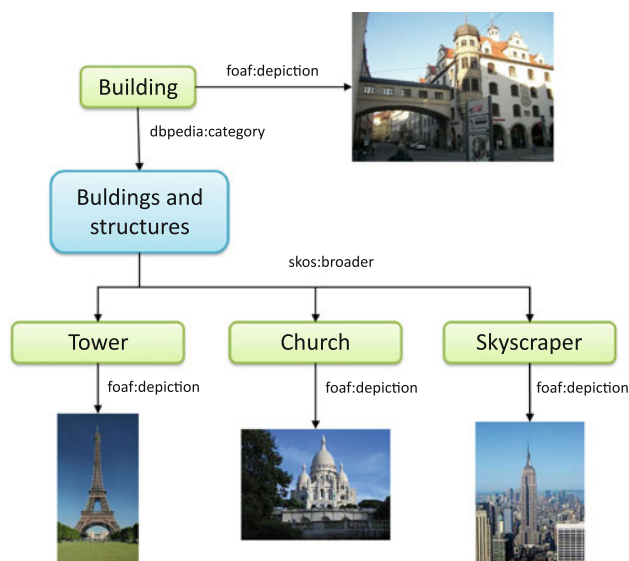 foaf:depiction
Building
dbpedia:category
Buldings and
structures
skos:broader
Tower
Church
Skyscraper
foaf:depiction
foaf:depiction
foaf:depiction